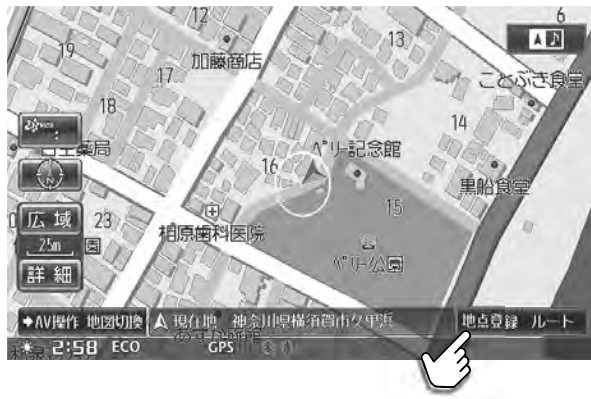 12
6
19
加藤商店
13
17
ことぶき食堂
18
14
VICS
薬局
N
16
ペリー記念館
黒船食堂
15
広域
23
相原歯科医院
25m
園
ペリー公園
詳細
AV操作 地図切換
現在地 神奈川県横須賀市久里浜
地点登録 ルート
2:58 ECO
GPS